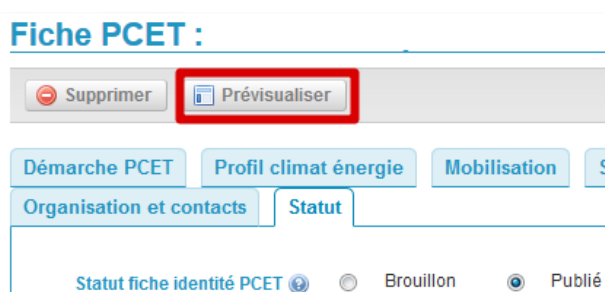 Fiche PCET :
Supprimer Prévisualiser
Démarche PCET Profil climat énergie Mobilisation S
Organisation et contacts Statut
Statut fiche identité PCET Brouillon Publié